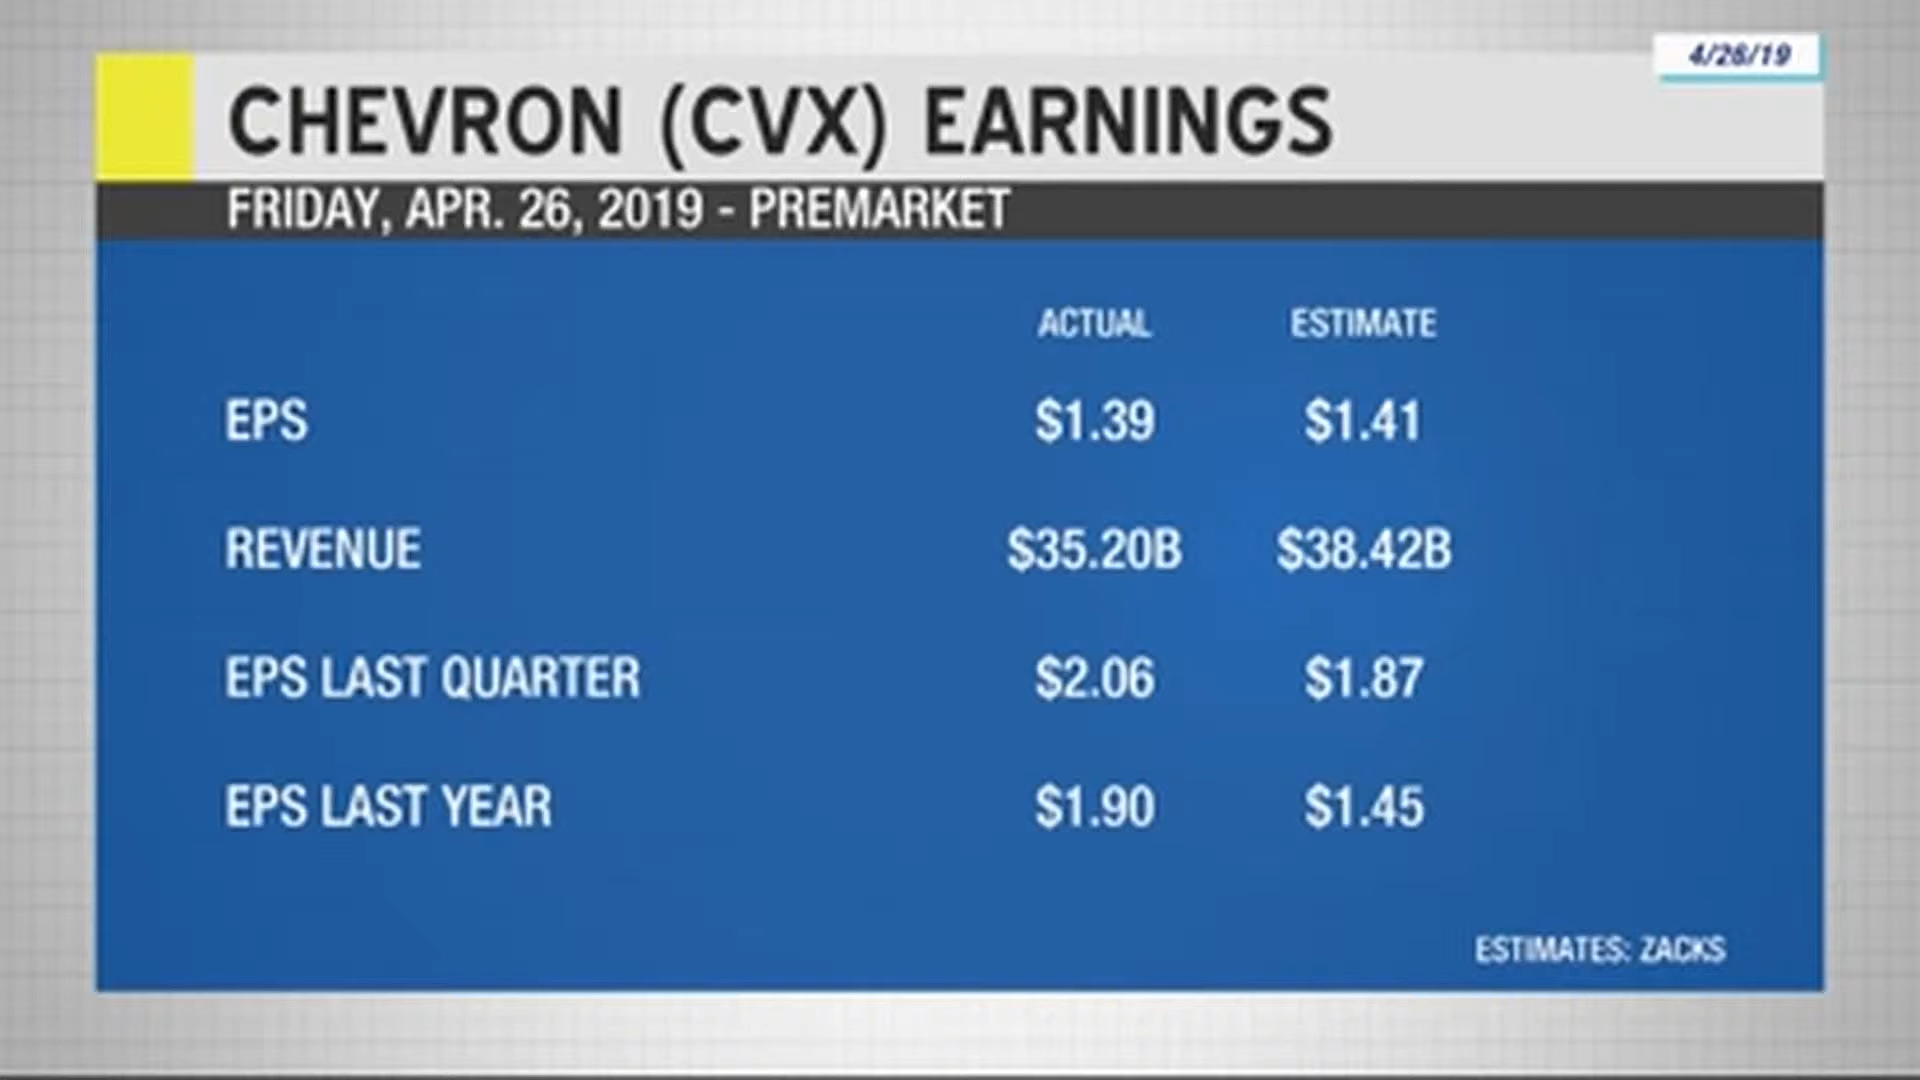 4/26/19
CHEVRON (CVX) EARNINGS
FRIDAY, APR. 26, 2019 - PREMARKET
ACTUAL ESTIMATE
EPS $1.39 $1.41
REVENUE $35.20B $38.42B
EPS LAST QUARTER $2.06 $1.87
EPS LAST YEAR $1.90 $1.45
ESTIMATES: ZACKS